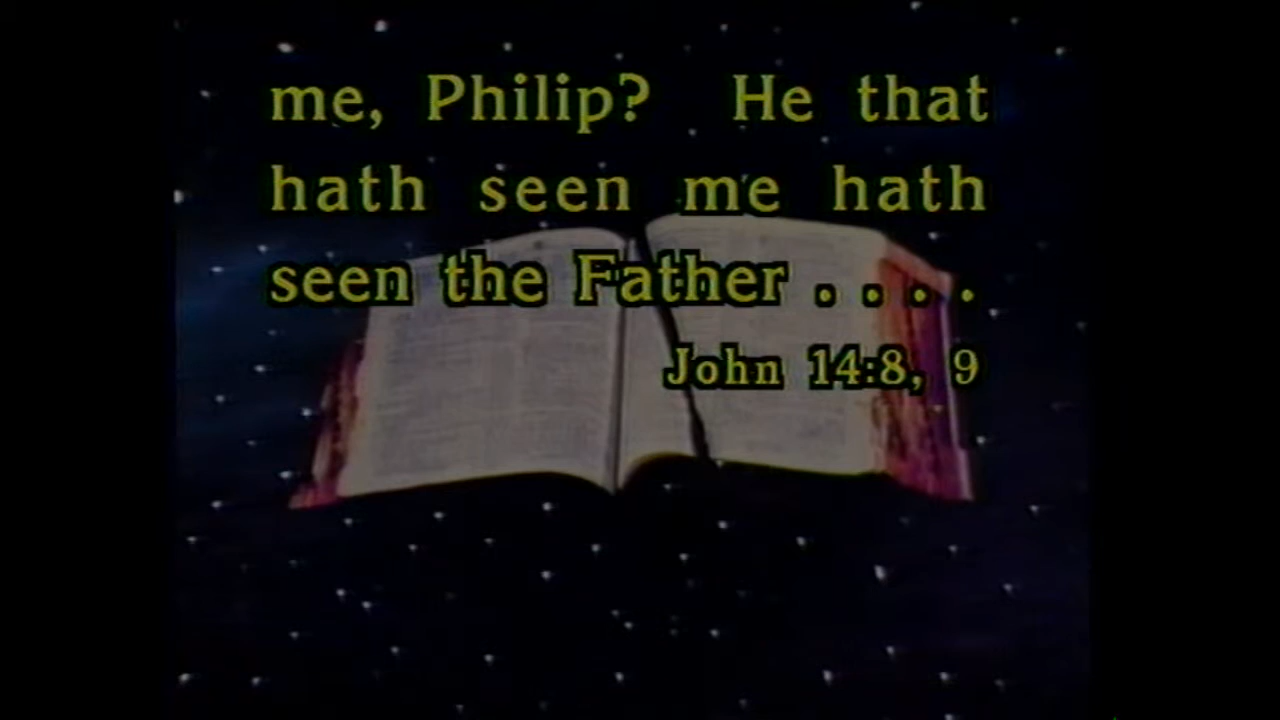 me, Philip? He that
hath seen me hath
seen the Father . . . .
John 14:8, 9